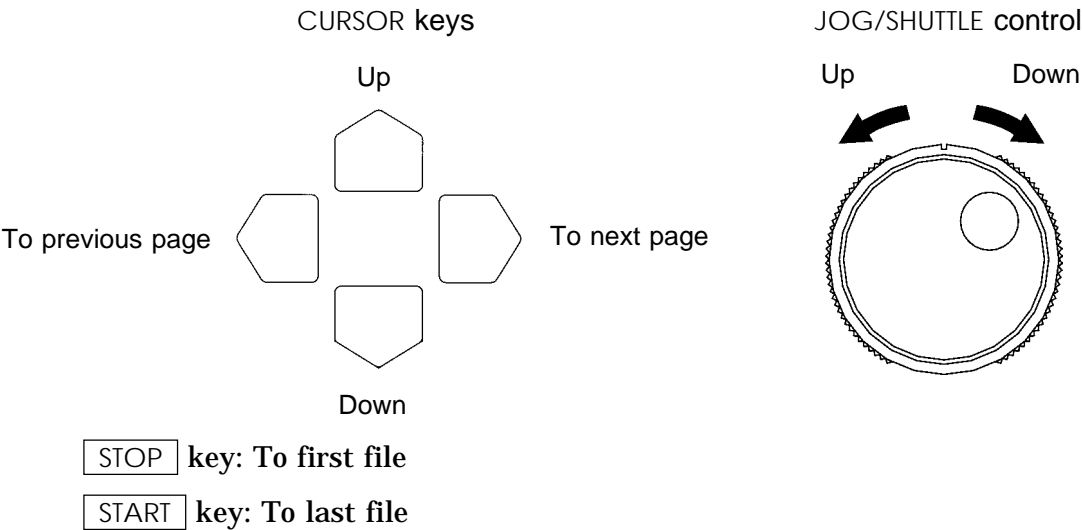 CURSOR keys
JOG/SHUTTLE control
Up
Up
Down
To previous page
To next page
Down
STOP key: To first file
START key: To last file